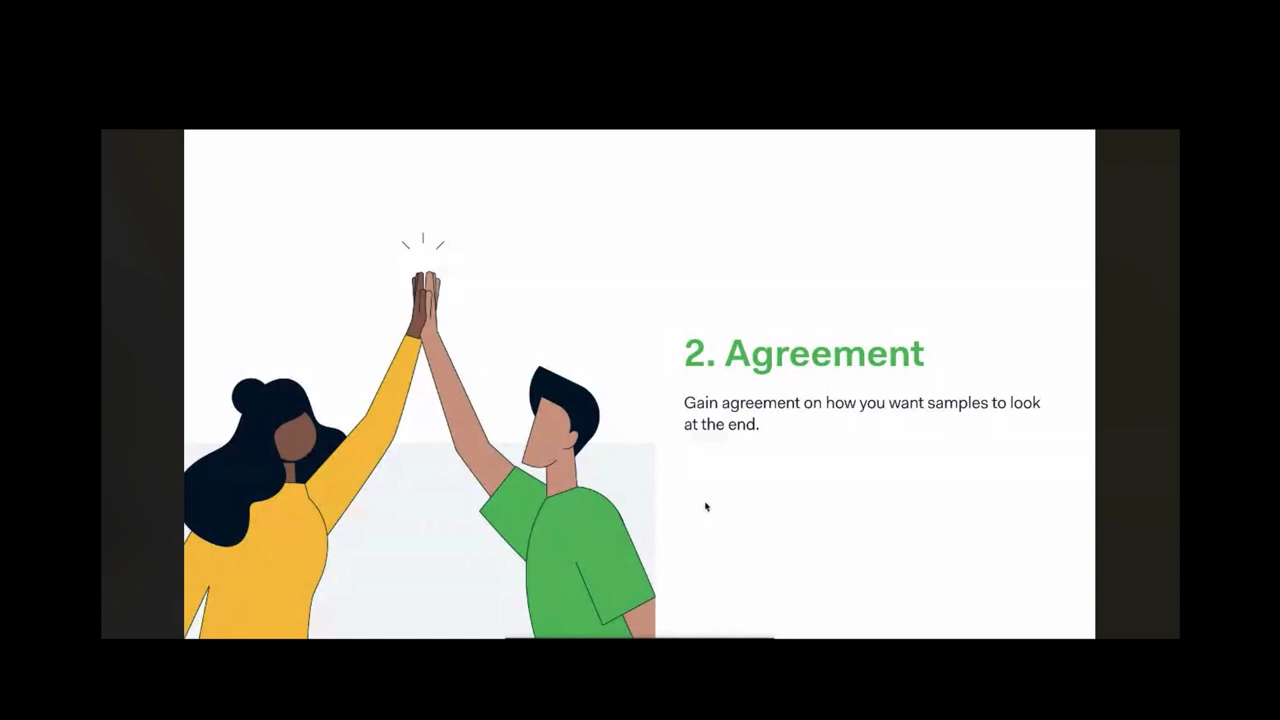 2. Agreement
Gain agreement on how you want samples to look
at the end.